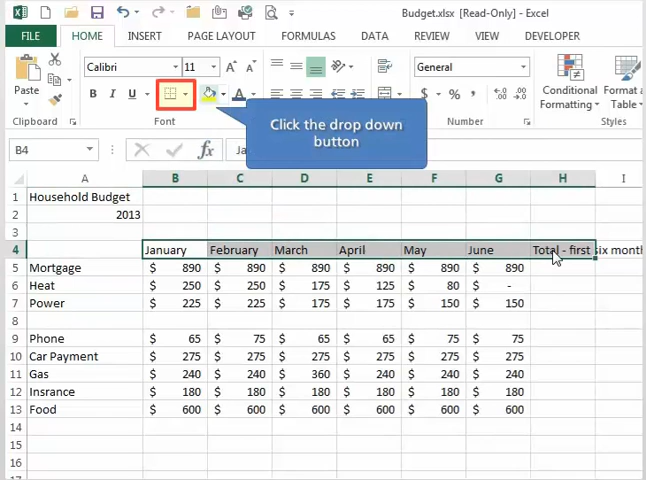 Budget.xlsx [Read-Only] - Excel
FILE HOME INSERT PAGE LAYOUT FORMULAS DATA REVIEW VIEW DEVELOPER
Calibri 11 A A General
Paste B I U A $ % , Conditional Formatting Format as Table
Clipboard Font Number Styles
Click the drop down
button
B4 fx
A B C D E F G H I
1 Household Budget
2 2013
3
4 January February March April May June Total - first six month
5 Mortgage $ 890 $ 890 $ 890 $ 890 $ 890 $ 890
6 Heat $ 250 $ 250 $ 175 $ 125 $ 80 $ -
7 Power $ 225 $ 225 $ 175 $ 175 $ 150 $ 150
8
9 Phone $ 65 $ 75 $ 65 $ 65 $ 75 $ 75
10 Car Payment $ 275 $ 275 $ 275 $ 275 $ 275 $ 275
11 Gas $ 240 $ 240 $ 360 $ 240 $ 240 $ 240
12 Insrance $ 180 $ 180 $ 180 $ 180 $ 180 $ 180
13 Food $ 600 $ 600 $ 600 $ 600 $ 600 $ 600
14
15
16
17